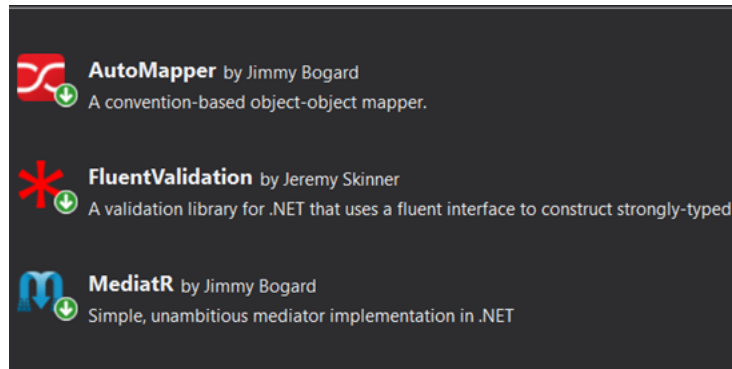 AutoMapper by Jimmy Bogard
A convention-based object-object mapper.
FluentValidation by Jeremy Skinner
A validation library for .NET that uses a fluent interface to construct strongly-typed
MediatR by Jimmy Bogard
Simple, unambitious mediator implementation in .NET